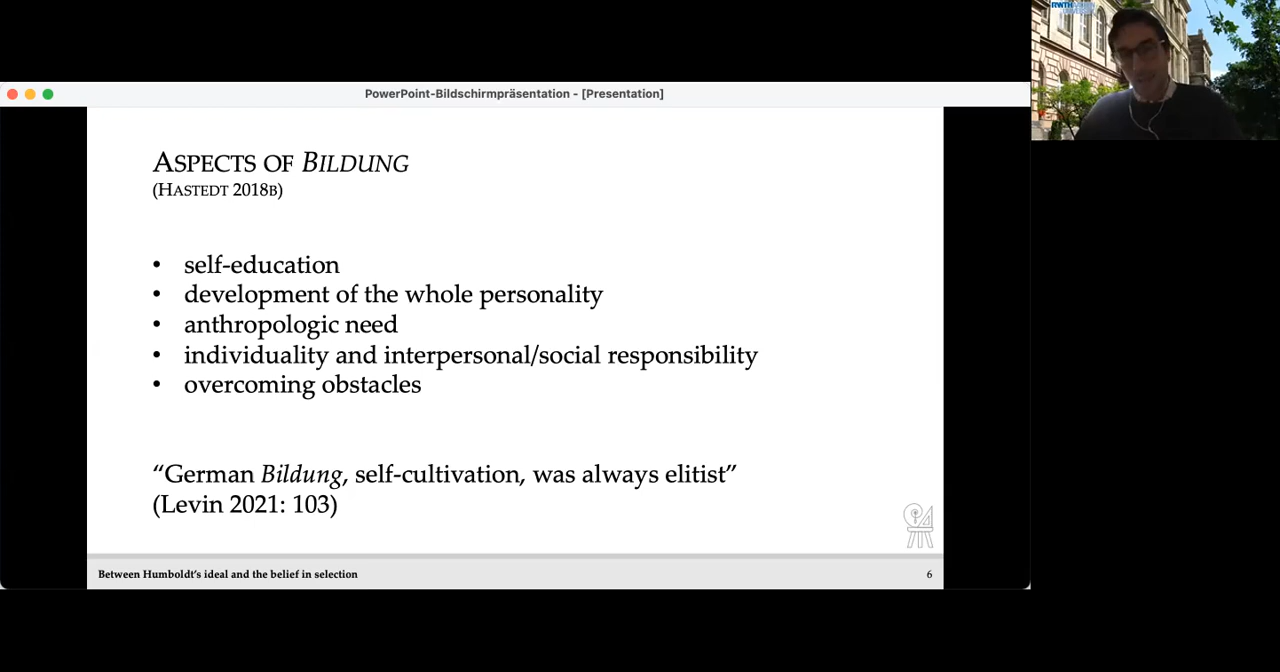 PowerPoint-Bildschirmpräsentation - [Presentation]
RWTH
ASPECTS OF BILDUNG
(HASTEDT 2018B)
• self-education
• development of the whole personality
• anthropologic need
• individuality and interpersonal/social responsibility
• overcoming obstacles
“German Bildung, self-cultivation, was always elitist”
(Levin 2021: 103)
Between Humboldt's ideal and the belief in selection
6